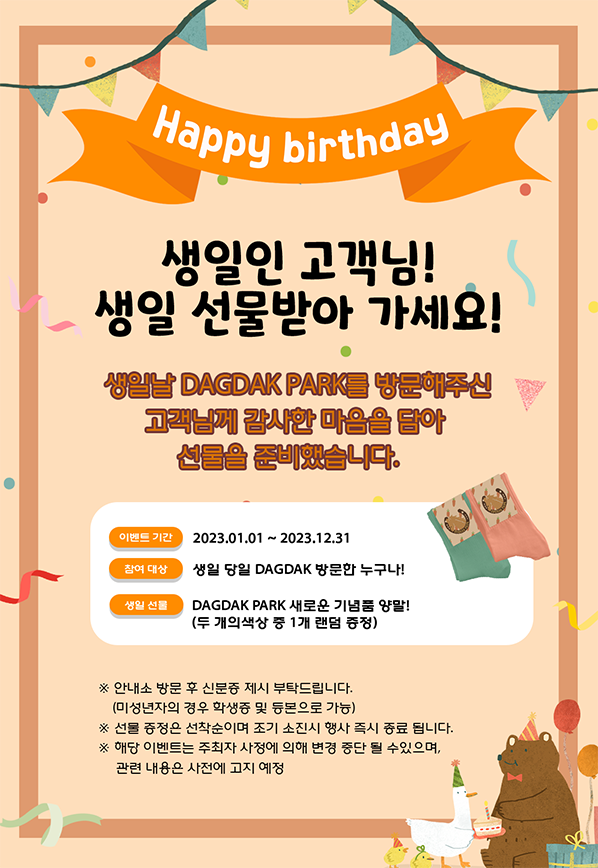 Happy birthday
생일인 고객님!
생일 선물받아 가세요!
생일날 DAGDAK PARK를 방문해주신
고객님께 감사한 마음을 담아
선물을 준비했습니다.
이벤트 기간 2023.01.01 ~ 2023.12.31
참여 대상 생일 당일 DAGDAK 방문한 누구나!
생일 선물 DAGDAK PARK 새로운 기념품 양말!
(두 개의색상 중 1개 랜덤 증정)
※ 안내소 방문 후 신분증 제시 부탁드립니다.
(미성년자의 경우 학생증 및 등본으로 가능)
※ 선물 증정은 선착순이며 조기 소진시 행사 즉시 종료 됩니다.
※ 해당 이벤트는 주최자 사정에 의해 변경 중단 될 수있으며,
관련 내용은 사전에 고지 예정